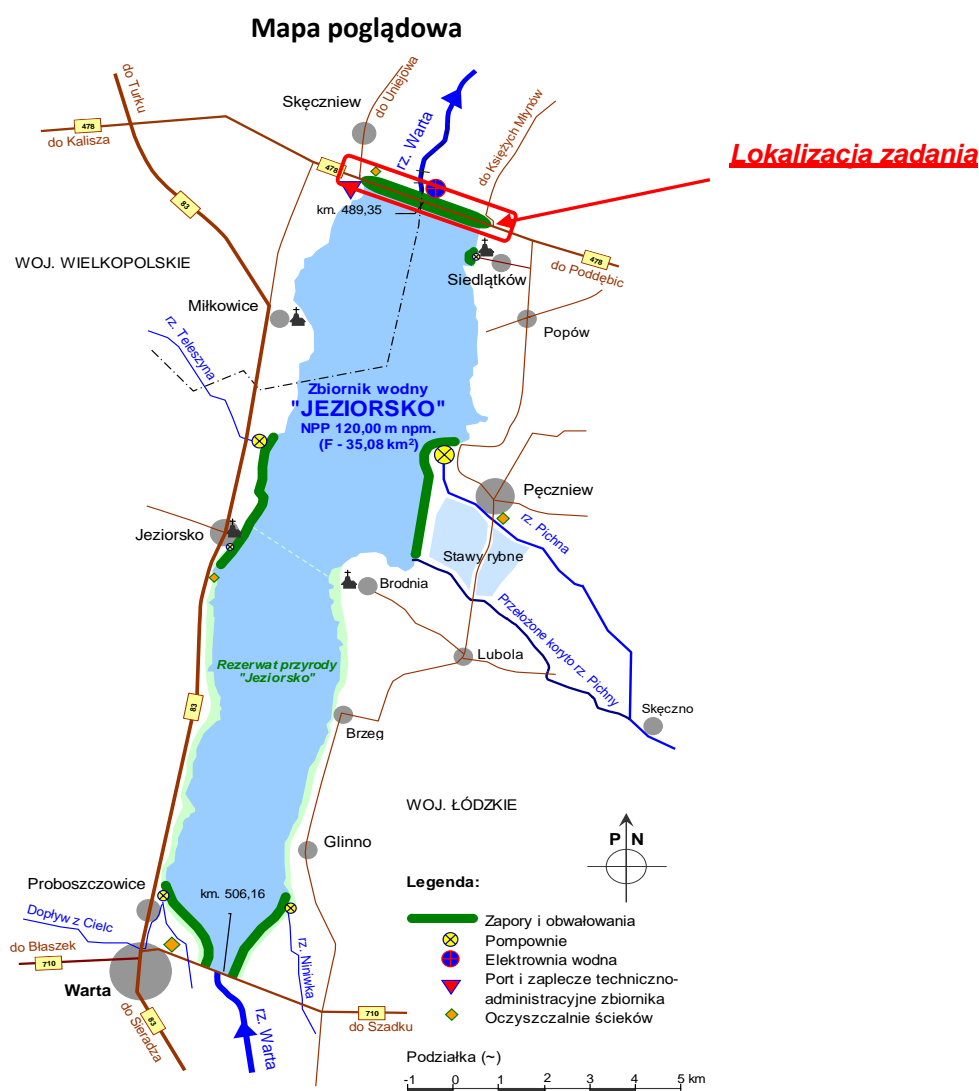 Mapa poglądowa
do Turku
Skęczniew
do Uniejowa
rz. Warta
do Księżych Młynów
478
do Kalisza
Lokalizacja zadania
478
km. 489,35
83
WOJ. WIELKOPOLSKIE
478
do Poddębic
Siedlątków
Miłkowice
Popów
rz. Teleszyna
Zbiornik wodny
"JEZIORSKO"
NPP 120,00 m npm.
(F - 35,08 km²)
Pęczniew
rz. Pichna
Jeziorsko
Stawy rybne
Brodnia
Przełożone koryto rz. Pichny
Lubola
Rezerwat przyrody
"Jeziorsko"
83
Skęczno
Brzeg
WOJ. ŁÓDZKIE
P N
Glinno
Proboszczowice
km. 506,16
Legenda:
Dopływ z Cielc
Zapory i obwałowania
Pompownie
do Błaszek
710
Elektrownia wodna
rz. Niniwka
Warta
Port i zaplecze techniczno-
administracyjne zbiornika
83
do Sieradza
710
do Szadku
Oczyszczalnie ścieków
rz. Warta
Podziałka (~)
-1 0 1 2 3 4 5 km